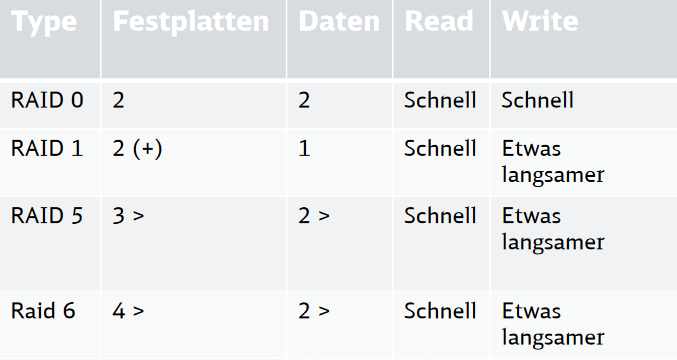 Type Festplatten Daten Read Write
RAID 0 2 2 Schnell Schnell
RAID 1 2 (+) 1 Schnell Etwas
langsamer
RAID 5 3 > 2 > Schnell Etwas
langsamer
Raid 6 4 > 2 > Schnell Etwas
langsamer